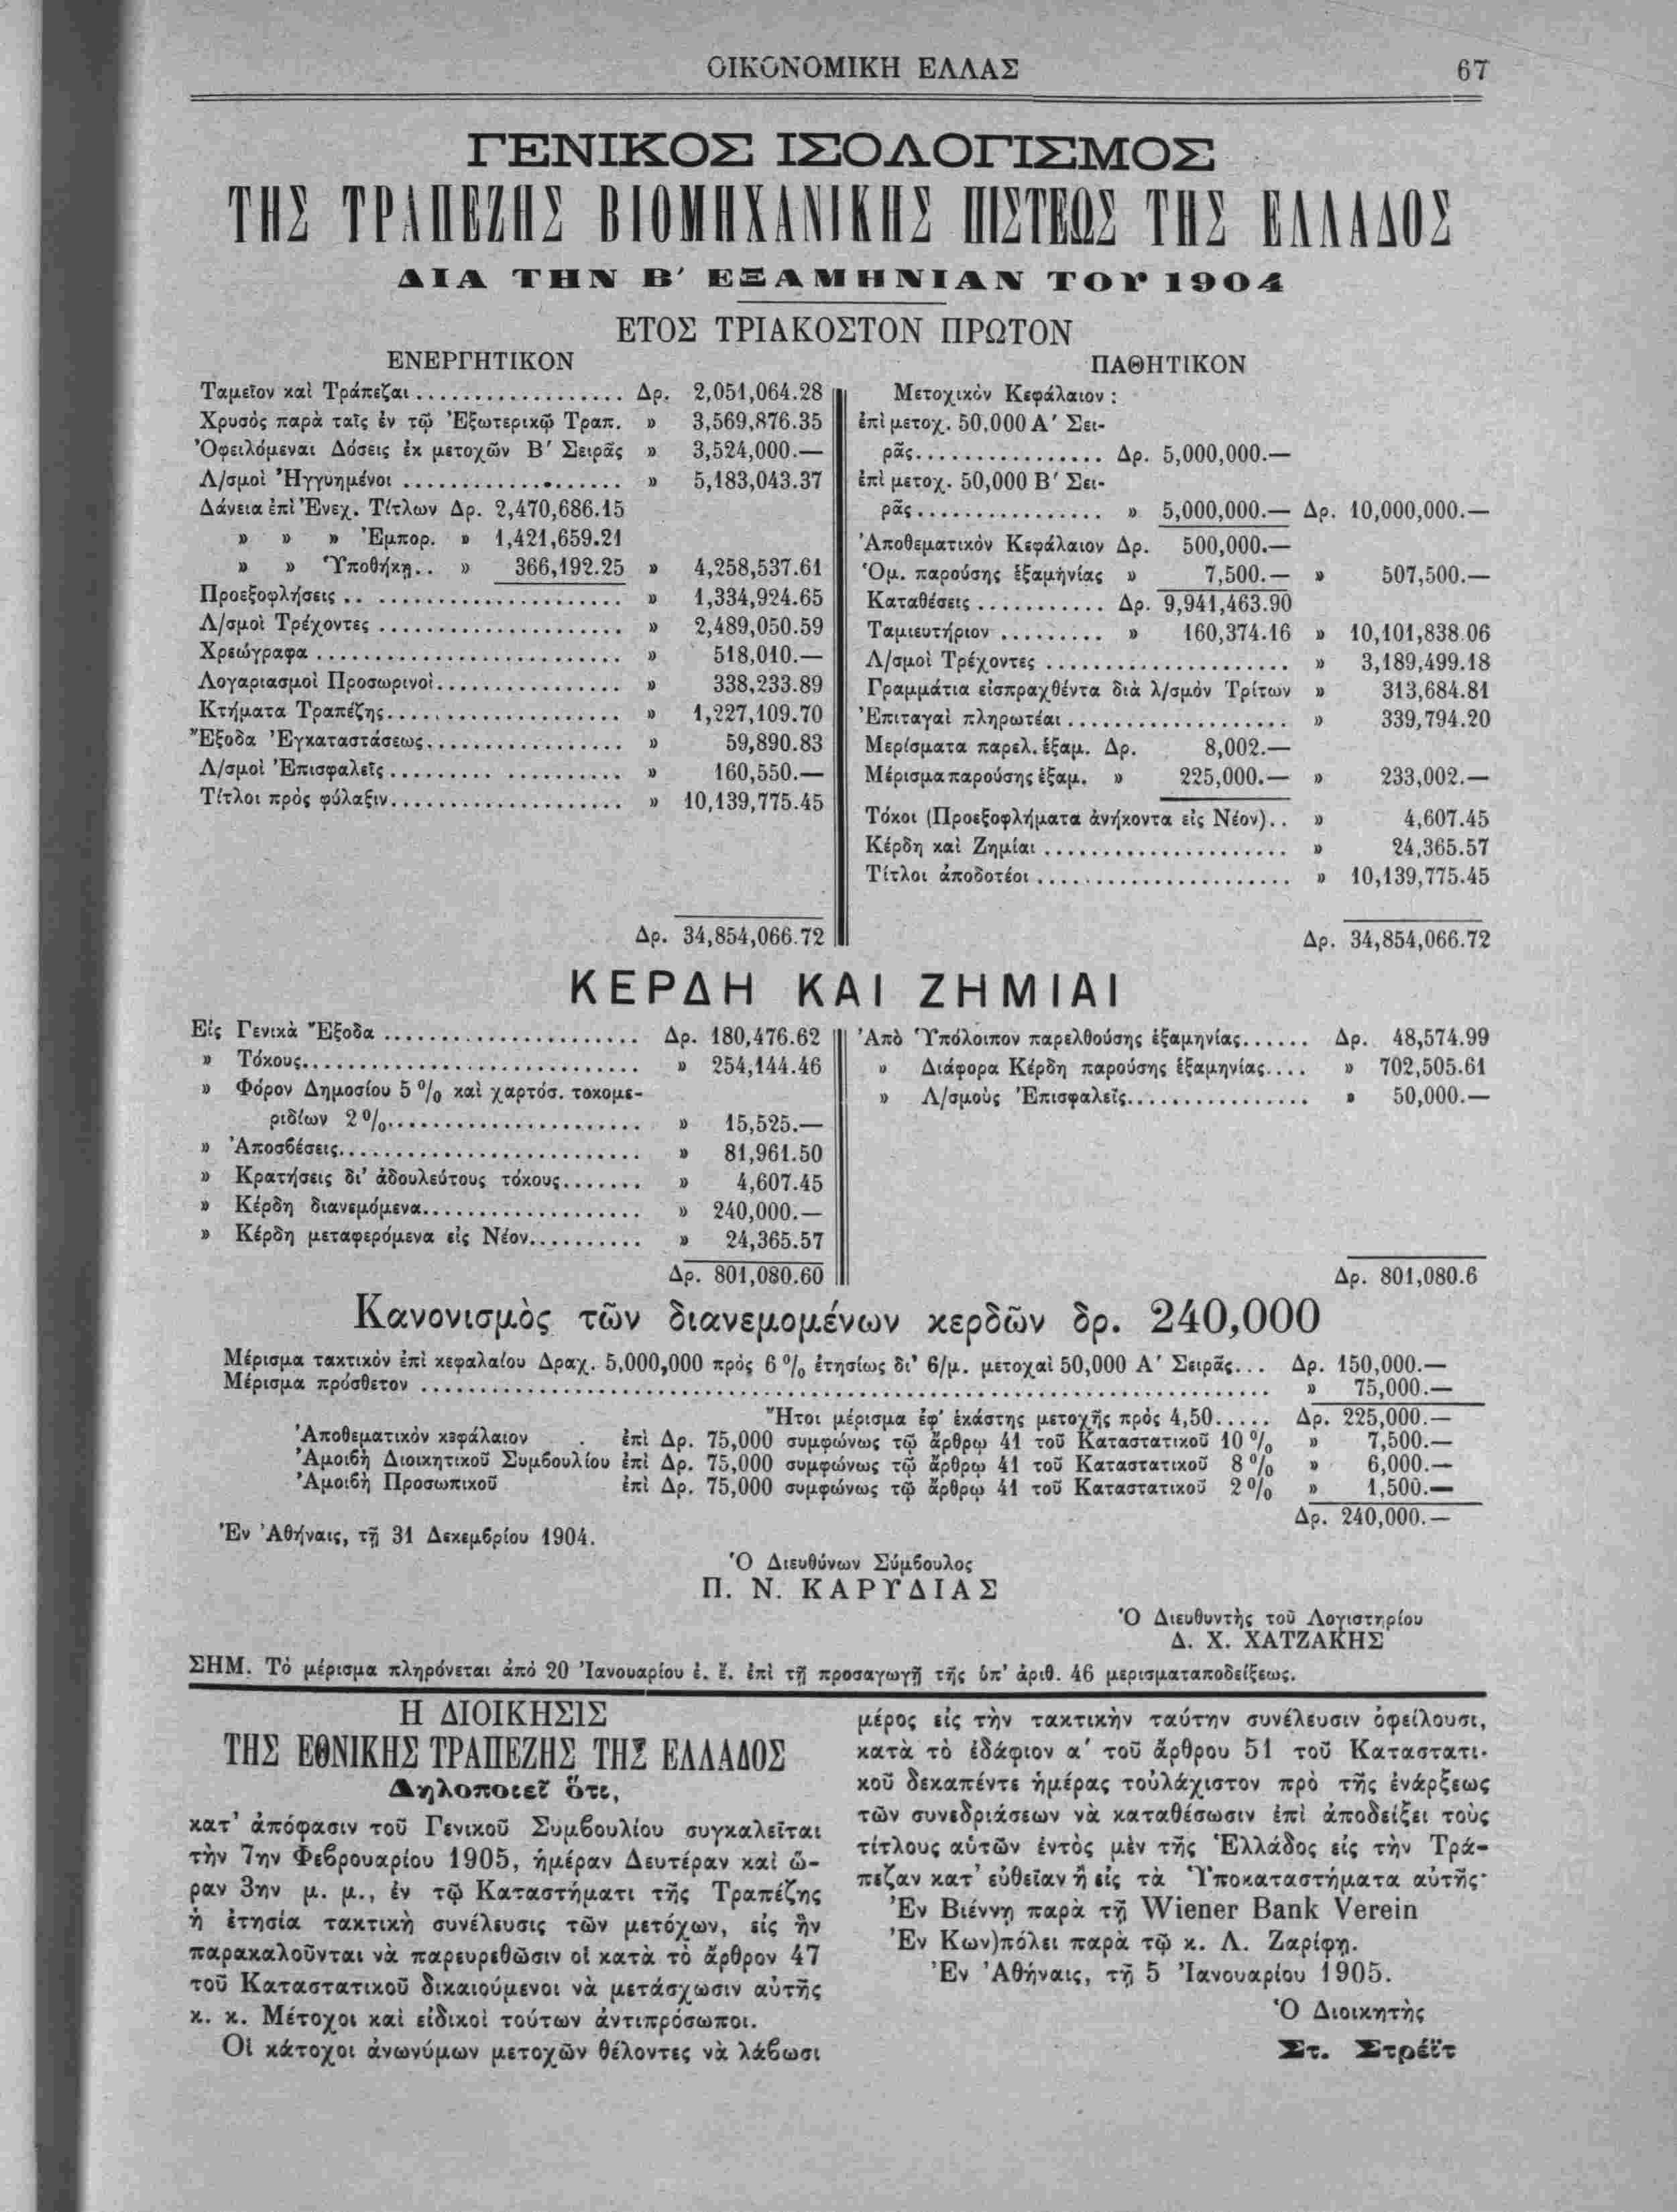 ΟΙΚΟΝΟΜΙΚΗ ΕΛΛΑΣ 67
ΓΕΝΙΚΟΣ ΙΣΟΛΟΓΙΣΜΟΣ
ΤΗΣ ΤΡΑΠΕΖΗΣ ΒΙΟΜΗΧΑΝΙΚΗΣ ΠΙΣΤΕΩΣ ΤΗΣ ΕΛΛΑΔΟΣ
ΔΙΑ ΤΗΝ Β′ ΕΞΑΜΗΝΙΑΝ ΤΟΥ 1904
ΕΤΟΣ ΤΡΙΑΚΟΣΤΟΝ ΠΡΩΤΟΝ
ΕΝΕΡΓΗΤΙΚΟΝ
Ταμεῖον καὶ Τράπεζαι .................. Δρ. 2,051,064.28
Χρυσὸς παρὰ ταῖς ἐν τῷ Ἐξωτερικῷ Τραπ. » 3,569,876.35
Ὀφειλόμεναι Δόσεις ἐκ μετοχῶν Β′ Σειρᾶς » 3,524,000.—
Λ/σμοὶ Ἠγγυημένοι ................... » 5,183,043.37
Δάνεια ἐπὶ Ἐνεχ. Τίτλων Δρ. 2,470,686.15
» » » Ἐμπορ. » 1,421,659.21
» » Ὑποθήκῃ.. » 366,192.25 » 4,258,537.61
Προεξοφλήσεις ....................... » 1,334,924.65
Λ/σμοὶ Τρέχοντες ..................... » 2,489,050.59
Χρεώγραφα .......................... » 518,010.—
Λογαριασμοὶ Προσωρινοὶ................ » 338,233.89
Κτήματα Τραπέζης.................... » 1,227,109.70
Ἔξοδα Ἐγκαταστάσεως................. » 59,890.83
Λ/σμοὶ Ἐπισφαλεῖς .................... » 160,550.—
Τίτλοι πρὸς φύλαξιν.................... » 10,139,775.45
Δρ. 34,854,066.72
ΠΑΘΗΤΙΚΟΝ
Μετοχικὸν Κεφάλαιον :
ἐπὶ μετοχ. 50,000 Α′ Σει-
ρᾶς................ Δρ. 5,000,000.—
ἐπὶ μετοχ. 50,000 Β′ Σει-
ρᾶς................ » 5,000,000.— Δρ. 10,000,000.—
Ἀποθεματικὸν Κεφάλαιον Δρ. 500,000.—
Ὁμ. παρούσης ἑξαμήνίας » 7,500.— » 507,500.—
Καταθέσεις ........... Δρ. 9,941,463.90
Ταμιευτήριον ......... » 160,374.16 » 10,101,838.06
Λ/σμοὶ Τρέχοντες ...................... » 3,189,499.18
Γραμμάτια εἰσπραχθέντα διὰ λ/σμὸν Τρίτων » 313,684.81
Ἐπιταγαὶ πληρωτέαι .................... » 339,794.20
Μερίσματα παρελ. ἑξαμ. Δρ. 8,002.—
Μέρισμα παρούσης ἑξαμ. » 225,000.— » 233,002.—
Τόκοι (Προεξοφλήματα ἀνήκοντα εἰς Νέον).. » 4,607.45
Κέρδη καὶ Ζημίαι ...................... » 24,365.57
Τίτλοι ἀποδοτέοι ....................... » 10,139,775.45
Δρ. 34,854,066.72
ΚΕΡΔΗ ΚΑΙ ΖΗΜΙΑΙ
Εἰς Γενικὰ Ἔξοδα ...................... Δρ. 180,476.62
» Τόκους............................. » 254,144.46
» Φόρον Δημοσίου 5 % καὶ χαρτόσ. τοκομε-
ριδίων 2%........................ » 15,525.—
» Ἀποσβέσεις.......................... » 81,961.50
» Κρατήσεις δι' ἀδουλεύτους τόκους....... » 4,607.45
» Κέρδη διανεμόμενα................... » 240,000.—
» Κέρδη μεταφερόμενα εἰς Νέον.......... » 24,365.57
Δρ. 801,080.60
Ἀπὸ Ὑπόλοιπον παρελθούσης ἑξαμηνίας...... Δρ. 48,574.99
» Διάφορα Κέρδη παρούσης ἑξαμηνίας.... » 702,505.61
» Λ/σμοὺς Ἐπισφαλεῖς................ » 50,000.—
Δρ. 801,080.6
Κανονισμὸς τῶν διανεμομένων κερδῶν δρ. 240,000
Μέρισμα τακτικὸν ἐπὶ κεφαλαίου Δραχ. 5,000,000 πρὸς 6 % ἐτησίως δι' 6/μ. μετοχαὶ 50,000 Α′ Σειρᾶς... Δρ. 150,000.—
Μέρισμα πρόσθετον ........................................................ » 75,000.—
Ἤτοι μέρισμα ἐφ' ἑκάστης μετοχῆς πρὸς 4,50..... Δρ. 225,000.—
Ἀποθεματικὸν κεφάλαιον . ἐπὶ Δρ. 75,000 συμφώνως τῷ ἄρθρῳ 41 τοῦ Καταστατικοῦ 10 % » 7,500.—
Ἀμοιβὴ Διοικητικοῦ Συμβουλίου ἐπὶ Δρ. 75,000 συμφώνως τῷ ἄρθρῳ 41 τοῦ Καταστατικοῦ 8 % » 6,000.—
Ἀμοιβὴ Προσωπικοῦ ἐπὶ Δρ. 75,000 συμφώνως τῷ ἄρθρῳ 41 τοῦ Καταστατικοῦ 2 % » 1,500.—
Δρ. 240,000.—
Ἐν Ἀθήναις, τῇ 31 Δεκεμβρίου 1904.
Ὁ Διευθύνων Σύμβουλος
Π. Ν. ΚΑΡΥΔΙΑΣ
Ὁ Διευθυντὴς τοῦ Λογιστηρίου
Δ. Χ. ΧΑΤΖΑΚΗΣ
ΣΗΜ. Τὸ μέρισμα πληρόνεται ἀπὸ 20 Ἰανουαρίου ἐ. ἔ. ἐπὶ τῇ προσαγωγῇ τῆς ὑπ' ἀριθ. 46 μερισματαποδείξεως.
Η ΔΙΟΙΚΗΣΙΣ
ΤΗΣ ΕΘΝΙΚΗΣ ΤΡΑΠΕΖΗΣ ΤΗΣ ΕΛΛΑΔΟΣ
Δηλοποιεῖ ὅτι,
κατ' ἀπόφασιν τοῦ Γενικοῦ Συμβουλίου συγκαλεῖται
τὴν 7ην Φεβρουαρίου 1905, ἡμέραν Δευτέραν καὶ ὥ-
ραν 3ην μ. μ., ἐν τῷ Καταστήματι τῆς Τραπέζης
ἡ ἐτησία τακτικὴ συνέλευσις τῶν μετόχων, εἰς ἣν
παρακαλοῦνται νὰ παρευρεθῶσιν οἱ κατὰ τὸ ἄρθρον 47
τοῦ Καταστατικοῦ δικαιούμενοι νὰ μετάσχωσιν αὐτῆς
κ. κ. Μέτοχοι καὶ εἰδικοὶ τούτων ἀντιπρόσωποι.
Οἱ κάτοχοι ἀνωνύμων μετοχῶν θέλοντες νὰ λάβωσι
μέρος εἰς τὴν τακτικὴν ταύτην συνέλευσιν ὀφείλουσι,
κατὰ τὸ ἐδάφιον α′ τοῦ ἄρθρου 51 τοῦ Καταστατι-
κοῦ δεκαπέντε ἡμέρας τοὐλάχιστον πρὸ τῆς ἐνάρξεως
τῶν συνεδριάσεων νὰ καταθέσωσιν ἐπὶ ἀποδείξει τοὺς
τίτλους αὐτῶν ἐντὸς μὲν τῆς Ἑλλάδος εἰς τὴν Τρά-
πεζαν κατ' εὐθεῖαν ἢ εἰς τὰ Ὑποκαταστήματα αὐτῆς·
Ἐν Βιέννῃ παρὰ τῇ Wiener Bank Verein
Ἐν Κων)πόλει παρὰ τῷ κ. Λ. Ζαρίφῃ.
Ἐν Ἀθήναις, τῇ 5 Ἰανουαρίου 1905.
Ὁ Διοικητὴς
Στ. Στρέϊτ